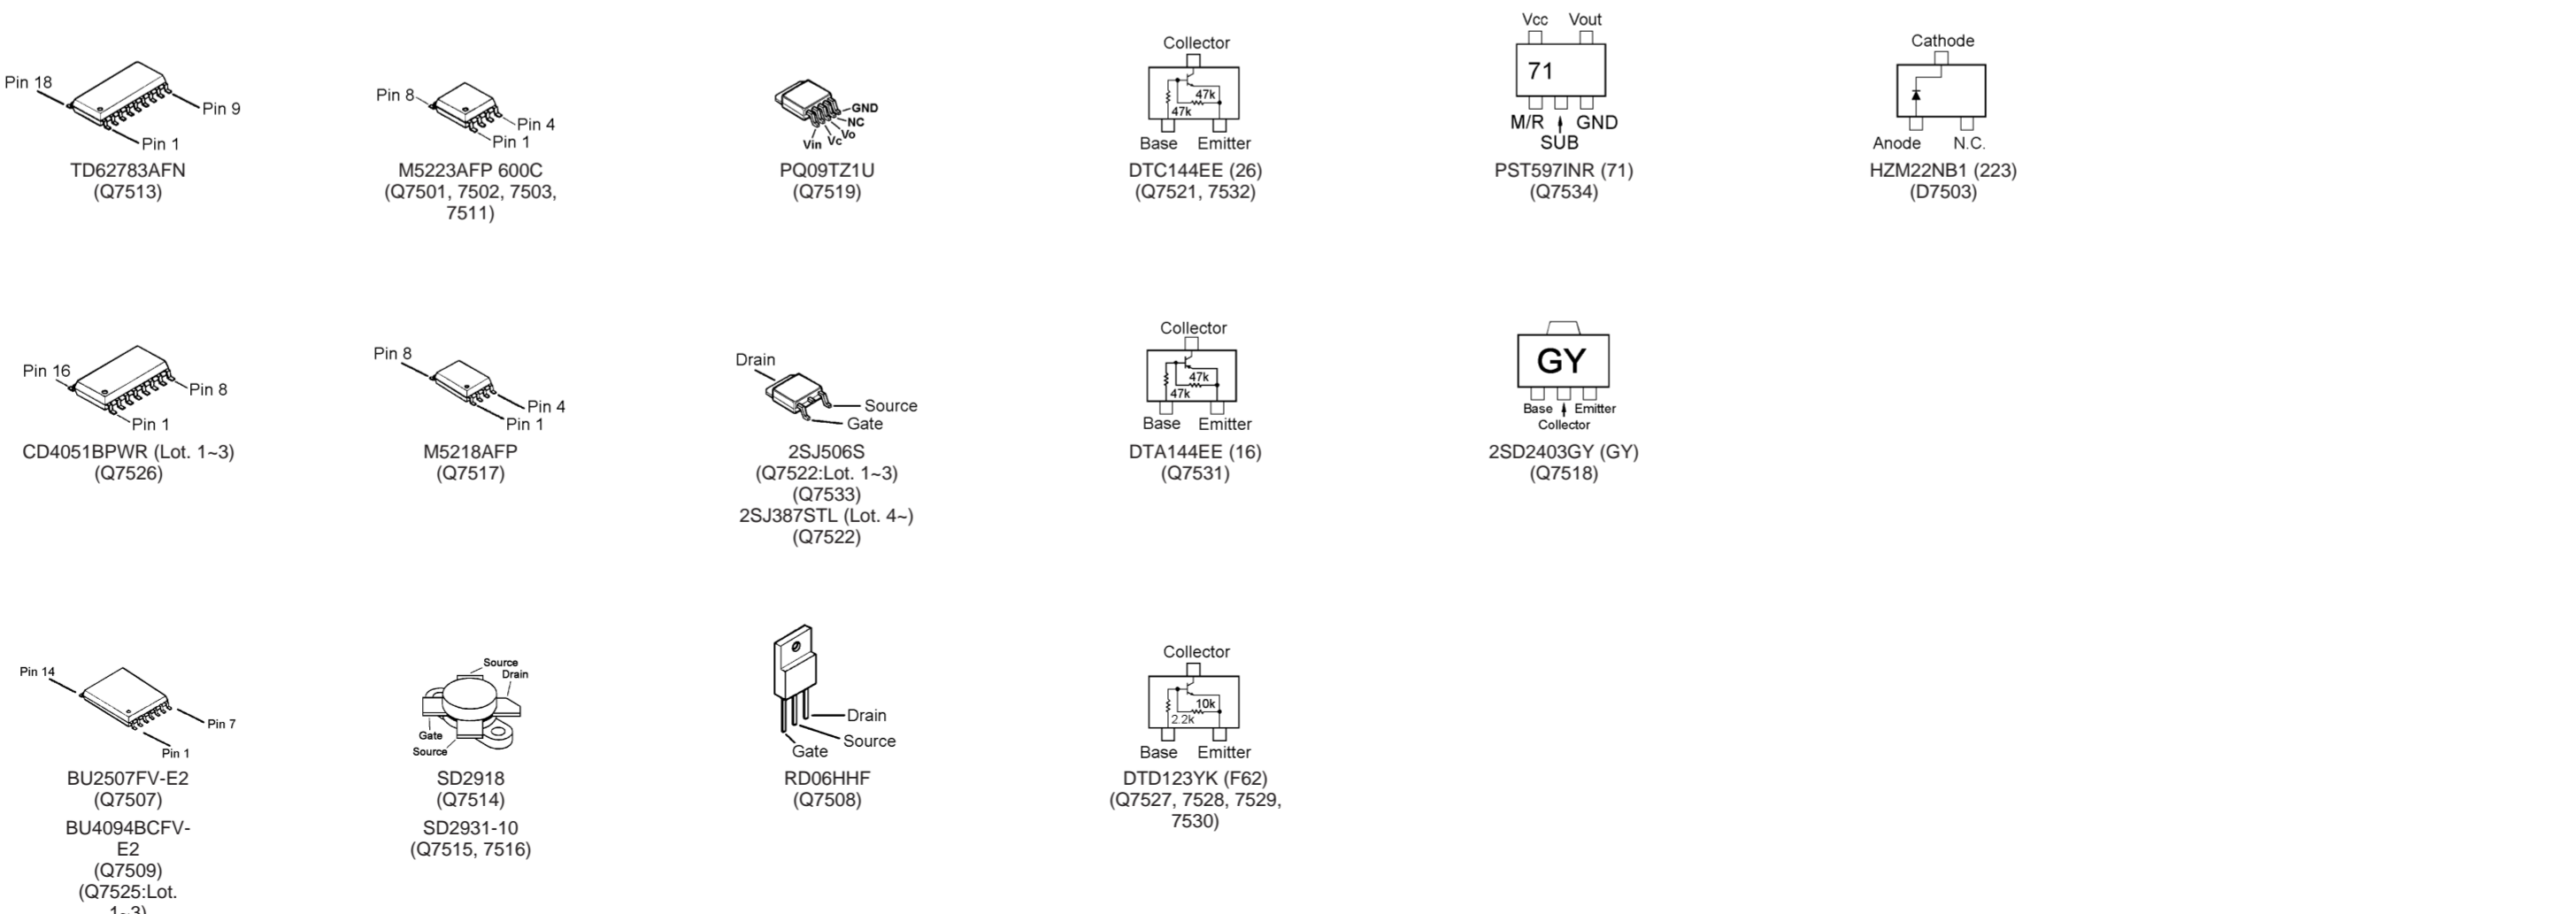 Pin 18
Pin 9
Pin 1
TD62783AFN
(Q7513)
Pin 8
Pin 4
Pin 1
M5223AFP 600C
(Q7501, 7502, 7503,
7511)
GND
NC
Vo
Vc
Vin
PQ09TZ1U
(Q7519)
Collector
47k
47k
Base Emitter
DTC144EE (26)
(Q7521, 7532)
Vcc Vout
71
M/R GND
SUB
PST597INR (71)
(Q7534)
Cathode
Anode N.C.
HZM22NB1 (223)
(D7503)
Pin 16
Pin 8
Pin 1
CD4051BPWR (Lot. 1~3)
(Q7526)
Pin 8
Pin 4
Pin 1
M5218AFP
(Q7517)
Drain
Source
Gate
2SJ506S
(Q7522:Lot. 1~3)
(Q7533)
2SJ387STL (Lot. 4~)
(Q7522)
Collector
47k
47k
Base Emitter
DTA144EE (16)
(Q7531)
GY
Base Emitter
Collector
2SD2403GY (GY)
(Q7518)
Pin 14
Pin 7
Pin 1
BU2507FV-E2
(Q7507)
BU4094BCFV-
E2
(Q7509)
(Q7525:Lot.
1~3)
Source
Drain
Gate
Source
SD2918
(Q7514)
SD2931-10
(Q7515, 7516)
Drain
Source
Gate
RD06HHF
(Q7508)
Collector
10k
2.2k
Base Emitter
DTD123YK (F62)
(Q7527, 7528, 7529,
7530)